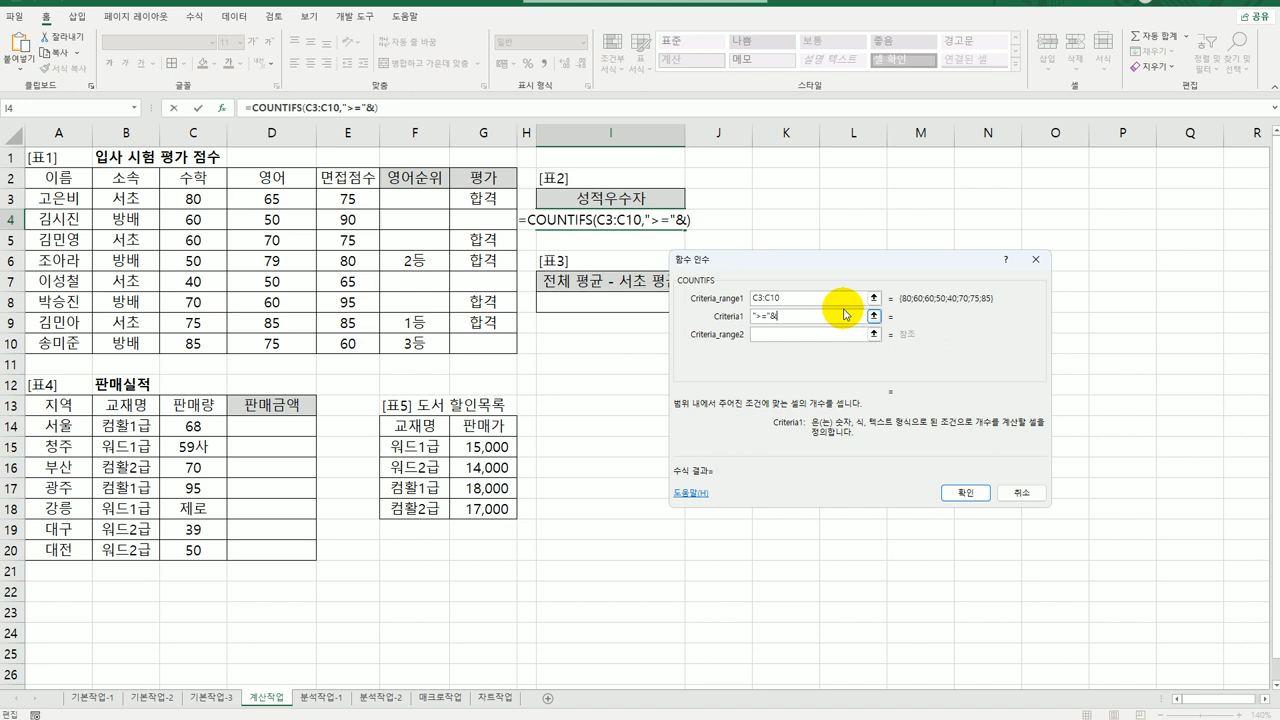 파일 홈 삽입 페이지 레이아웃 수식 데이터 검토 보기 개발 도구 도움말 공유
붙여넣기 잘라내기 복사 서식 복사 클립보드
11 가 가 글꼴
자동 줄 바꿈 병합하고 가운데 맞춤 맞춤
일반 표시 형식
조건부 서식 표 서식
표준 나쁨 보통 좋음 경고문
계산 메모 설명 텍스트 셀 확인 연결된 셀
스타일
삽입 삭제 서식 셀
자동 합계 채우기 지우기 정렬 및 필터 찾기 및 선택 편집
I4 fx =COUNTIFS(C3:C10,">="&)
A B C D E F G H I J K L M N O P Q R
1 [표1] 입사 시험 평가 점수
2 이름 소속 수학 영어 면접점수 영어순위 평가 [표2]
3 고은비 서초 80 65 75 합격 성적우수자
4 김시진 방배 60 50 90 =COUNTIFS(C3:C10,">="&)
5 김민영 서초 60 70 75 합격
6 조아라 방배 50 79 80 2등 합격 [표3]
7 이성철 서초 40 50 65 전체 평균 - 서초 평균
8 박승진 방배 70 60 95 합격
9 김민아 서초 75 85 85 1등 합격
10 송미준 방배 85 75 60 3등
11
12 [표4] 판매실적
13 지역 교재명 판매량 판매금액 [표5] 도서 할인목록
14 서울 컴활1급 68 교재명 판매가
15 청주 워드1급 59사 워드1급 15,000
16 부산 컴활2급 70 워드2급 14,000
17 광주 컴활1급 95 컴활1급 18,000
18 강릉 워드1급 제로 컴활2급 17,000
19 대구 워드2급 39
20 대전 워드2급 50
21
22
23
24
25
26
함수 인수 ?
COUNTIFS
Criteria_range1 C3:C10 = {80;60;60;50;40;70;75;85}
Criteria1 ">="& =
Criteria_range2 = 참조
=
범위 내에서 주어진 조건에 맞는 셀의 개수를 셉니다.
Criteria1: 은(는) 숫자, 식, 텍스트 형식으로 된 조건으로 개수를 계산할 셀을
정의합니다.
수식 결과=
도움말(H) 확인 취소
기본작업-1 기본작업-2 기본작업-3 계산작업 분석작업-1 분석작업-2 매크로작업 차트작업
편집 140%